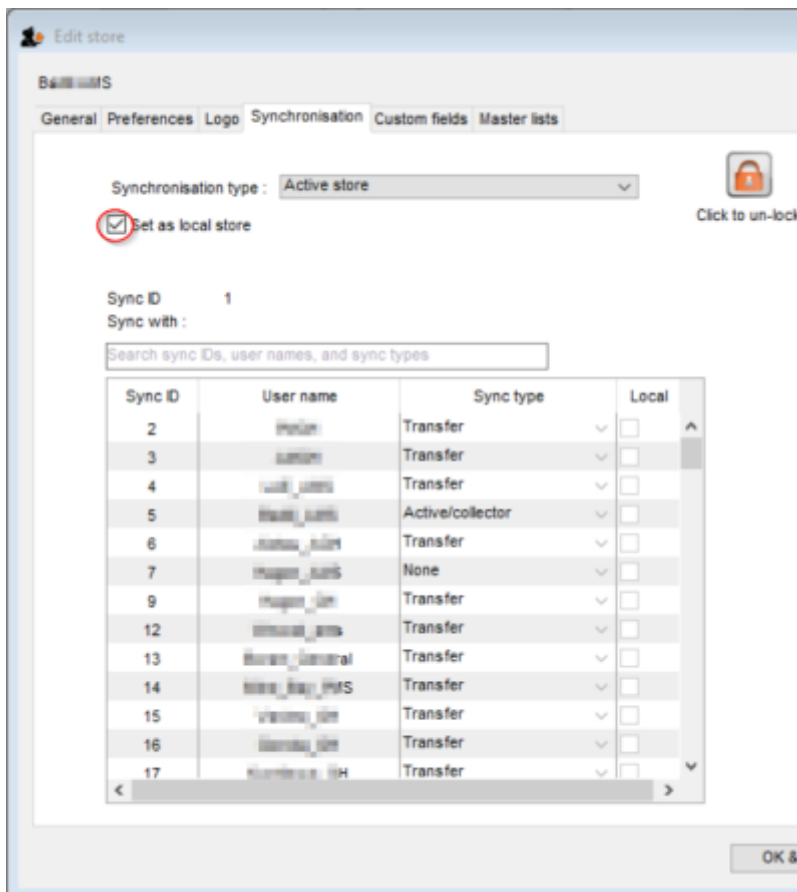 Edit store
General Preferences Logo Synchronisation Custom fields Master lists
Synchronisation type : Active store
Set as local store
Click to un-lock
Sync ID 1
Sync with :
Search sync IDs, user names, and sync types
Sync ID User name Sync type Local
2 Transfer
3 Transfer
4 Transfer
5 Active/collector
6 Transfer
7 None
9 Transfer
12 Transfer
13 Transfer
14 Transfer
15 Transfer
16 Transfer
17 Transfer
OK &